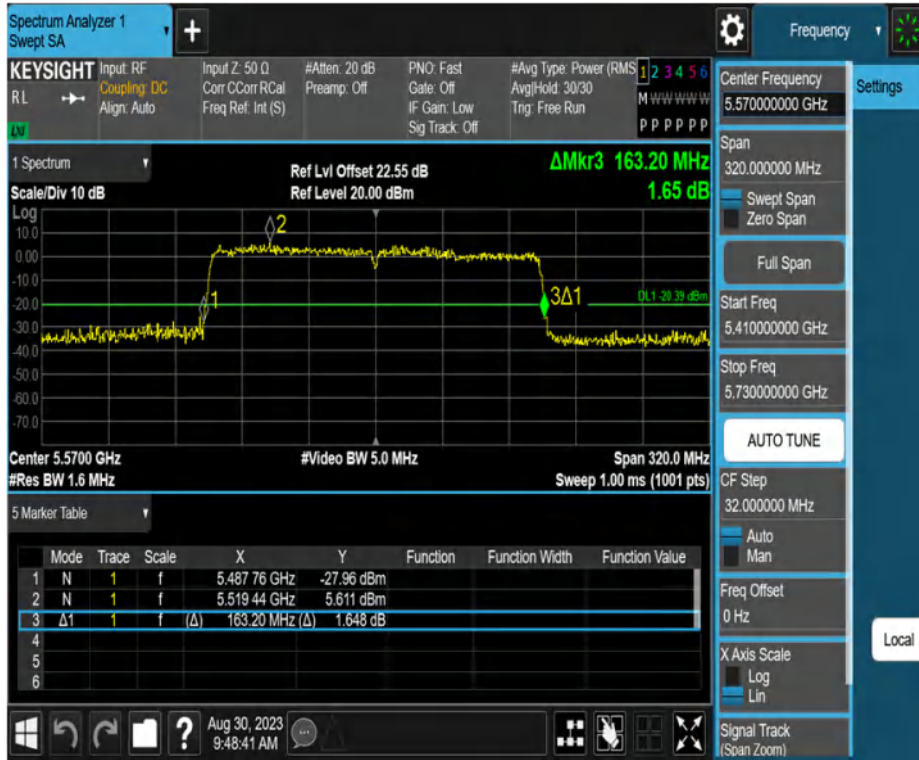 Spectrum Analyzer 1
Swept SA
+
Frequency
KEYSIGHT
RL
LXI
Input: RF
Coupling: DC
Align: Auto
Input Z: 50 Ω
Corr CCorr RCal
Freq Ref: Int (S)
#Atten: 20 dB
Preamp: Off
PNO: Fast
Gate: Off
IF Gain: Low
Sig Track: Off
#Avg Type: Power (RMS
Avg|Hold: 30/30
Trig: Free Run
1 2 3 4 5 6
M W W W W W
P P P P P P
Center Frequency
5.570000000 GHz
Settings
Span
320.000000 MHz
Swept Span
Zero Span
Full Span
Start Freq
5.410000000 GHz
Stop Freq
5.730000000 GHz
AUTO TUNE
CF Step
32.000000 MHz
Auto
Man
Freq Offset
0 Hz
X Axis Scale
Log
Lin
Signal Track
(Span Zoom)
Local
1 Spectrum
Scale/Div 10 dB
Ref Lvl Offset 22.55 dB
Ref Level 20.00 dBm
ΔMkr3 163.20 MHz
1.65 dB
Log
10.0
0.00
-10.0
-20.0
-30.0
-40.0
-50.0
-60.0
-70.0
2
1
3Δ1
DL1 -20.39 dBm
Center 5.5700 GHz
#Video BW 5.0 MHz
Span 320.0 MHz
#Res BW 1.6 MHz
Sweep 1.00 ms (1001 pts)
5 Marker Table
Mode Trace Scale X Y Function Function Width Function Value
1 N 1 f 5.487 76 GHz -27.96 dBm
2 N 1 f 5.519 44 GHz 5.611 dBm
3 Δ1 1 f (Δ) 163.20 MHz (Δ) 1.648 dB
4
5
6
?
Aug 30, 2023
9:48:41 AM